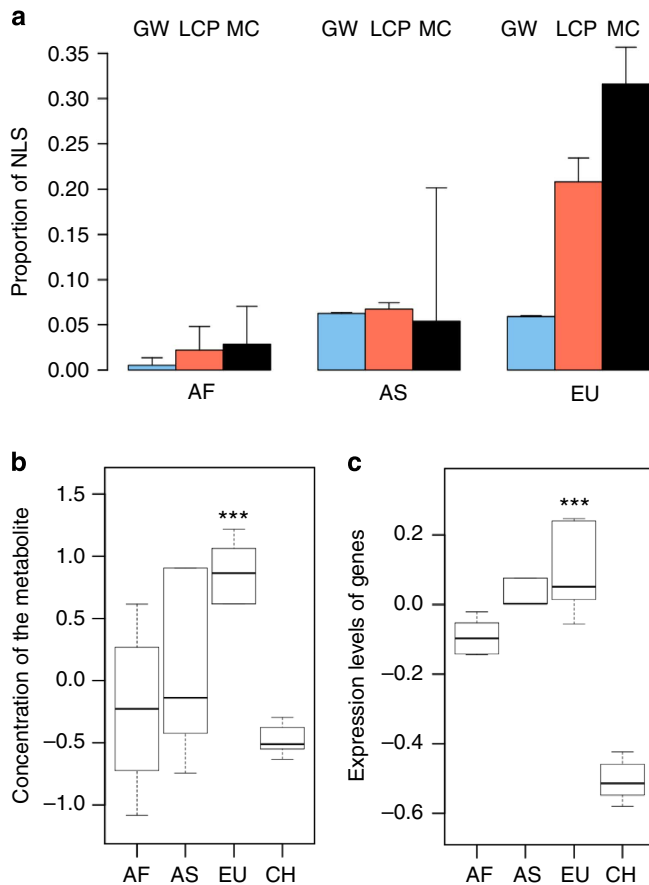 a
GW LCP MC GW LCP MC GW LCP MC
Proportion of NLS
0.35
0.30
0.25
0.20
0.15
0.10
0.05
0.00
AF AS EU
b
Concentration of the metabolite
1.5
1.0
0.5
0.0
−0.5
−1.0
***
AF AS EU CH
c
Expression levels of genes
0.2
0.0
−0.2
−0.4
−0.6
***
AF AS EU CH